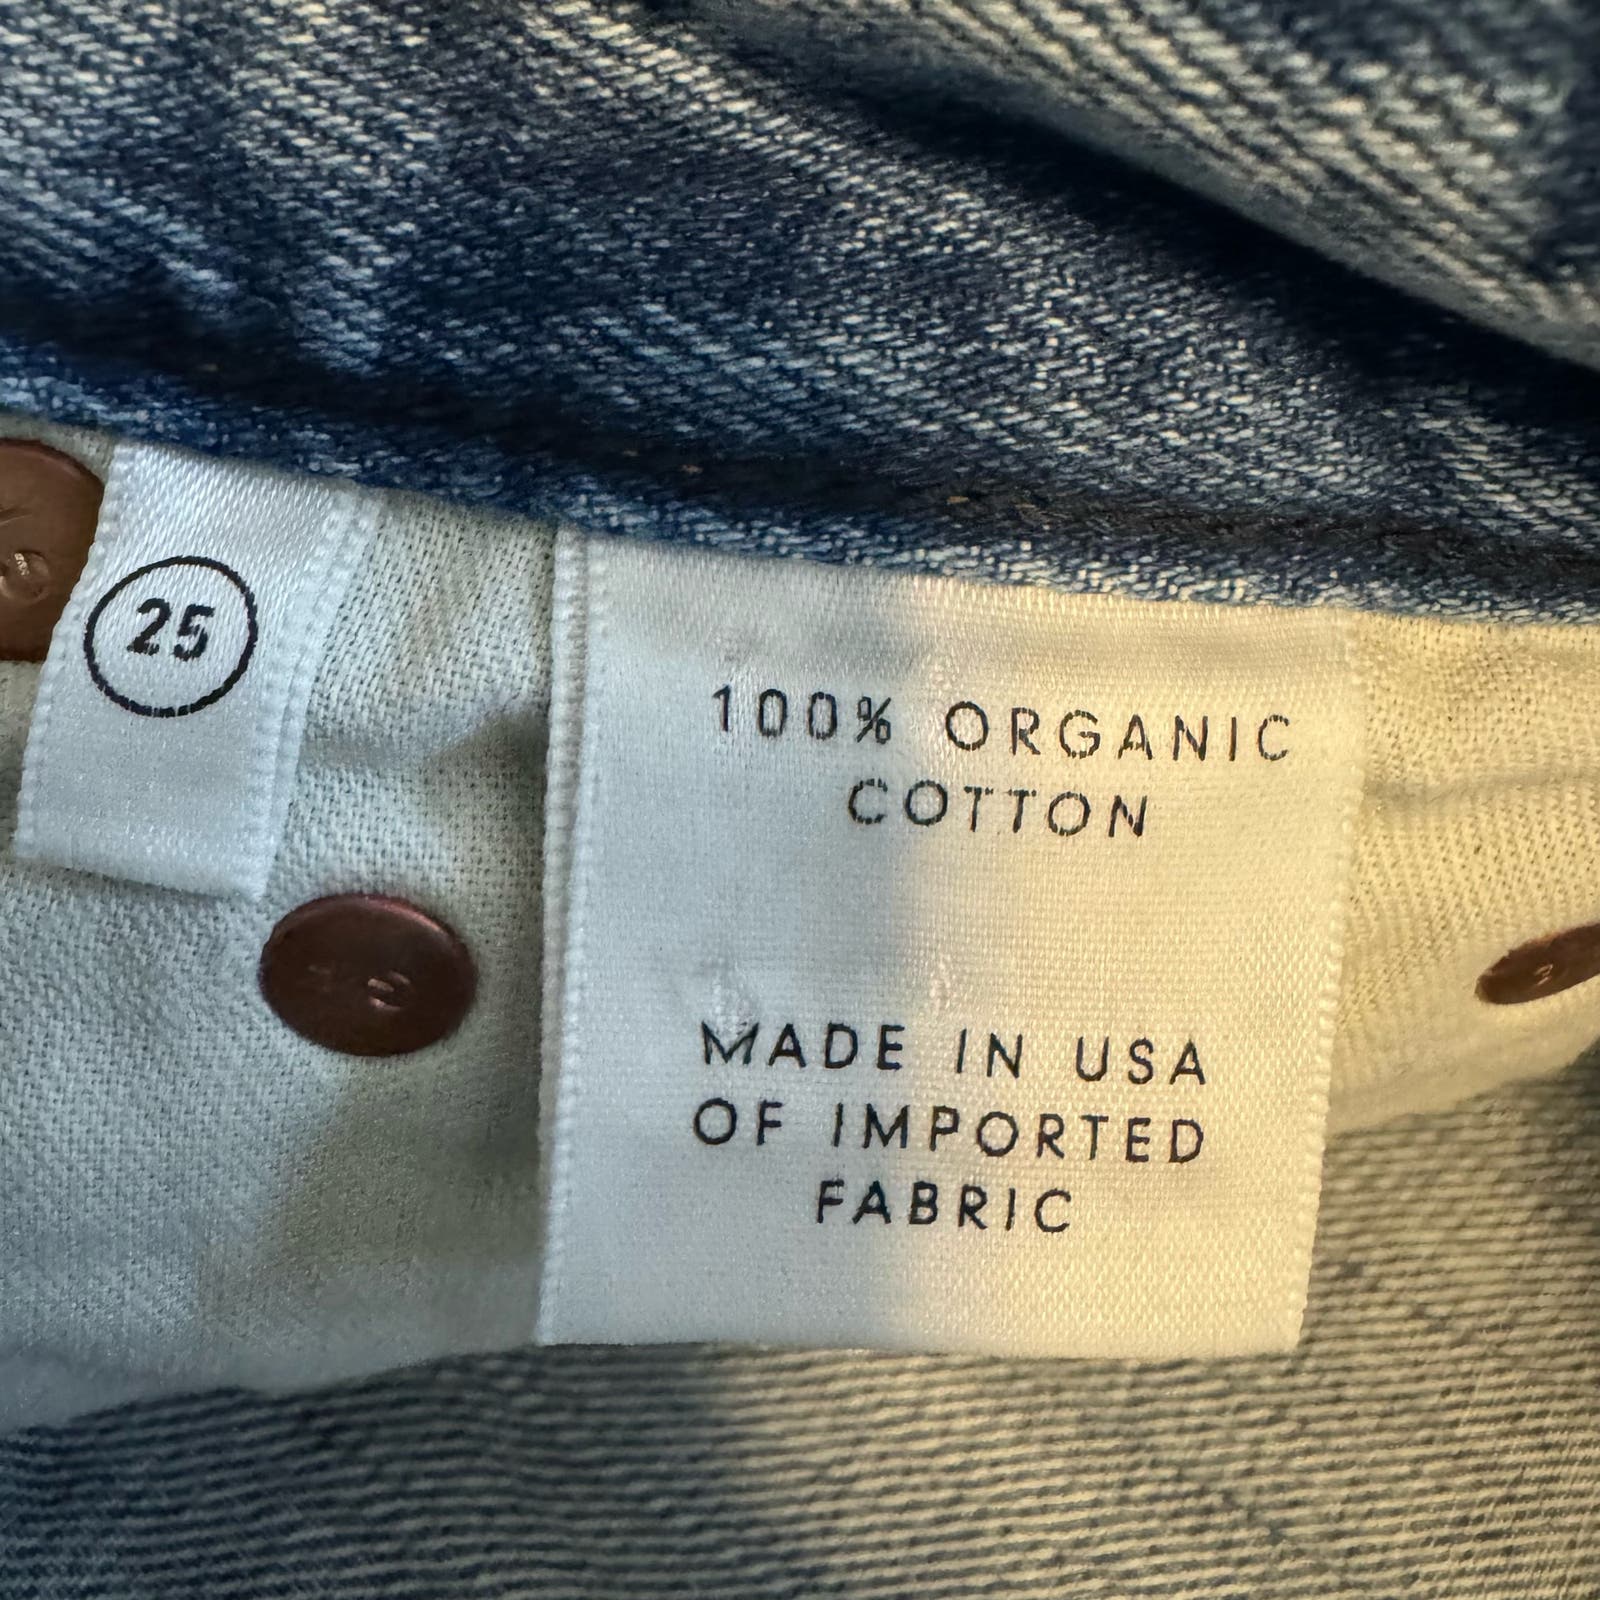 25
100% ORGANIC
COTTON
MADE IN USA
OF IMPORTED
FABRIC